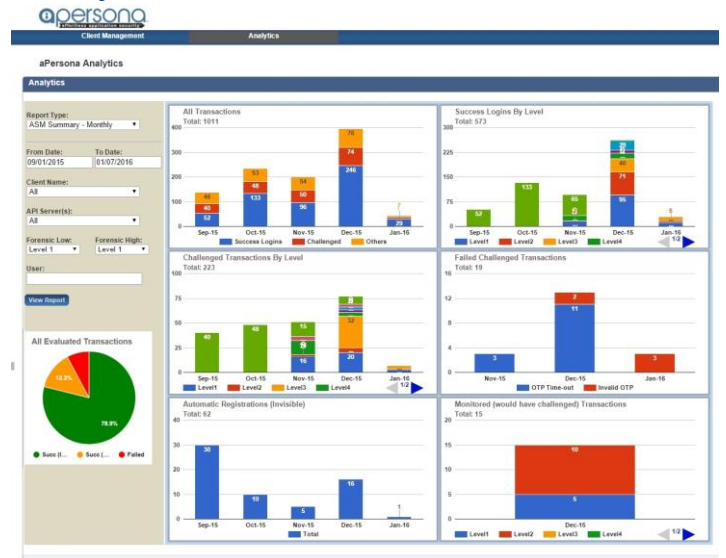 apersona
effortless application security
Client Management Analytics
aPersona Analytics
Analytics
Report Type:
ASM Summary - Monthly
From Date: To Date:
09/01/2015 01/07/2016
Client Name:
All
API Server(s):
All
Forensic Low: Forensic High:
Level 1 Level 1
User:
View Report
All Evaluated Transactions
13.2%
78.9%
Succ (I... Succ (... Failed
All Transactions
Total: 1011
400
300
200
100
0
52 40 46
133 48 53
96 50 54
246 74 76
29 7
Sep-15 Oct-15 Nov-15 Dec-15 Jan-16
Success Logins Challenged Others
Success Logins By Level
Total: 573
300
225
150
75
0
52
133
65
95 71 40
5
Sep-15 Oct-15 Nov-15 Dec-15 Jan-16
Level1 Level2 Level3 Level4 1/2
Challenged Transactions By Level
Total: 223
100
75
50
25
0
40
48
16 15
20 32
Sep-15 Oct-15 Nov-15 Dec-15 Jan-16
Level1 Level2 Level3 Level4 1/2
Failed Challenged Transactions
Total: 19
16
12
8
4
0
3
11 2
3
Nov-15 Dec-15 Jan-16
OTP Time-out Invalid OTP
Automatic Registrations (Invisible)
Total: 62
40
30
20
10
0
30
10
5
16
1
Sep-15 Oct-15 Nov-15 Dec-15 Jan-16
Total
Monitored (would have challenged) Transactions
Total: 15
20
15
10
5
0
10
5
Dec-15
Level1 Level2 Level3 Level4 1/2